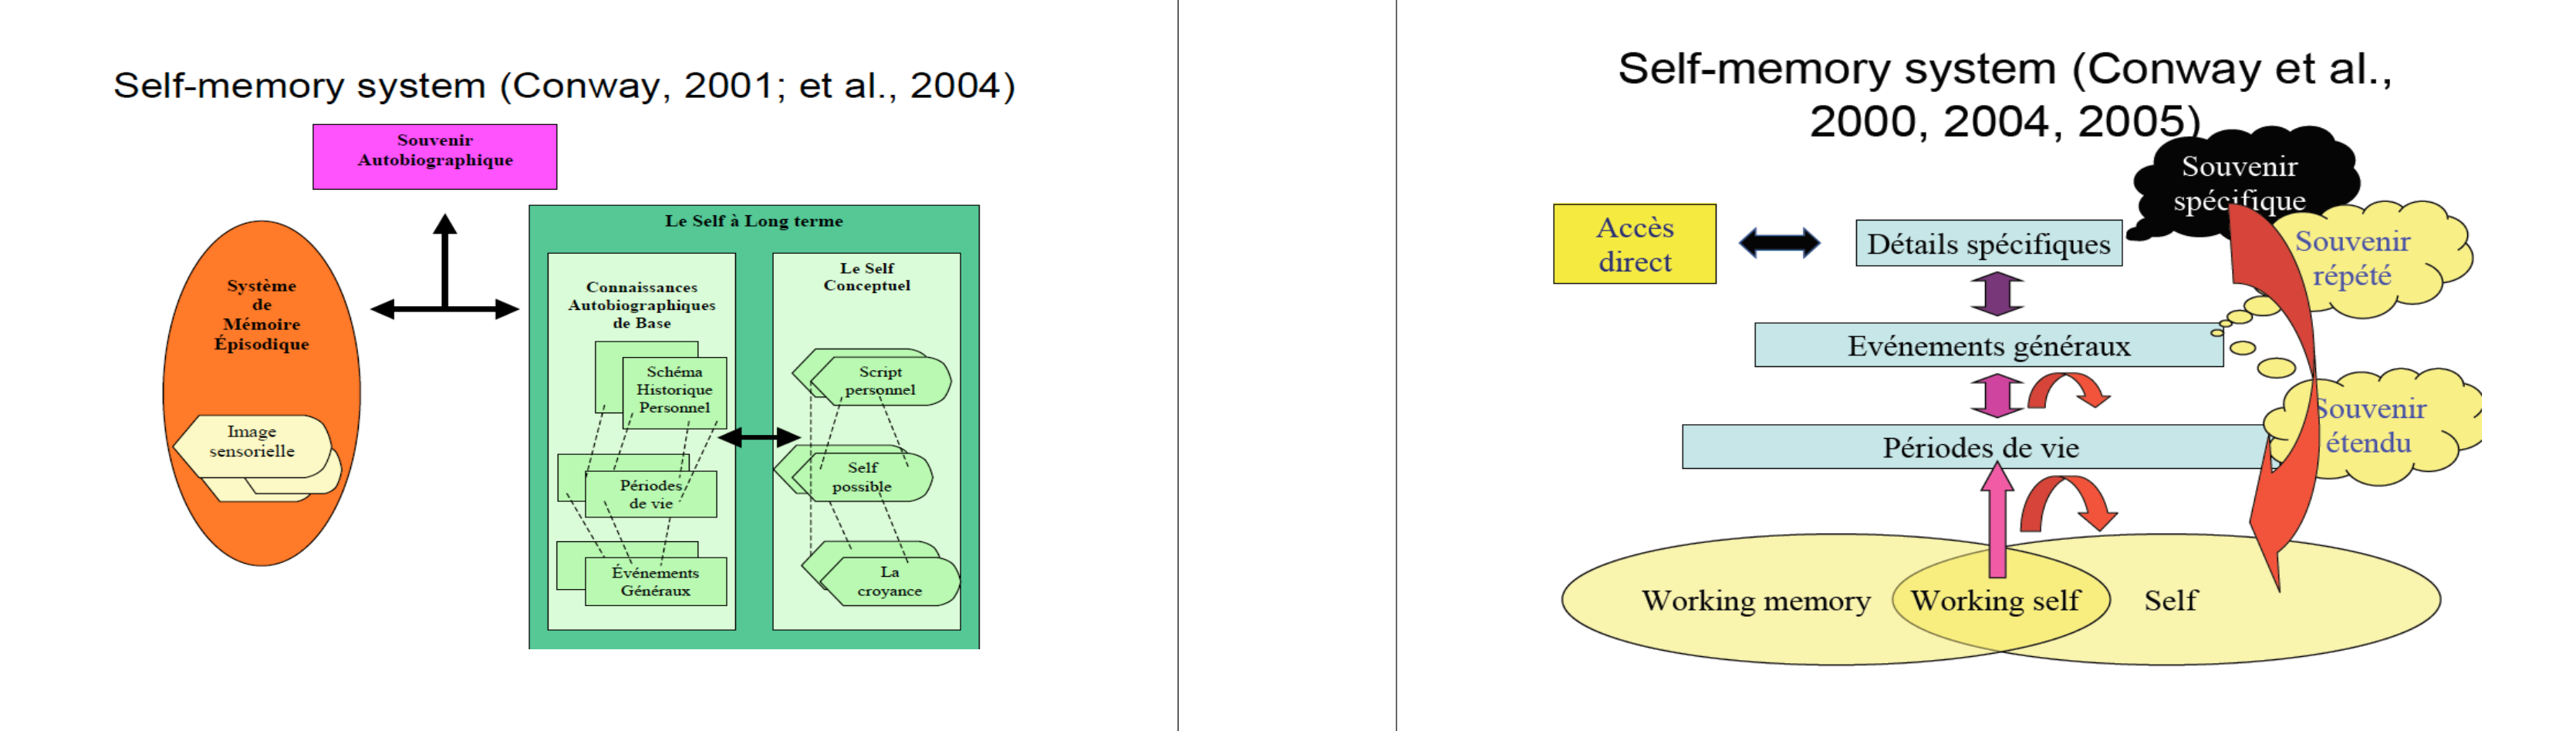 Self-memory system (Conway, 2001; et al., 2004)
Souvenir
Autobiographique
Le Self à Long terme
Système
de
Mémoire
Épisodique
Image
sensorielle
Connaissances
Autobiographiques
de Base
Schéma
Historique
Personnel
Périodes
de vie
Événements
Généraux
Le Self
Conceptuel
Script
personnel
Self
possible
La
croyance
Self-memory system (Conway et al.,
2000, 2004, 2005)
Souvenir
spécifique
Accès
direct
Détails spécifiques
Souvenir
répété
Evénements généraux
Souvenir
étendu
Périodes de vie
Working memory
Working self
Self